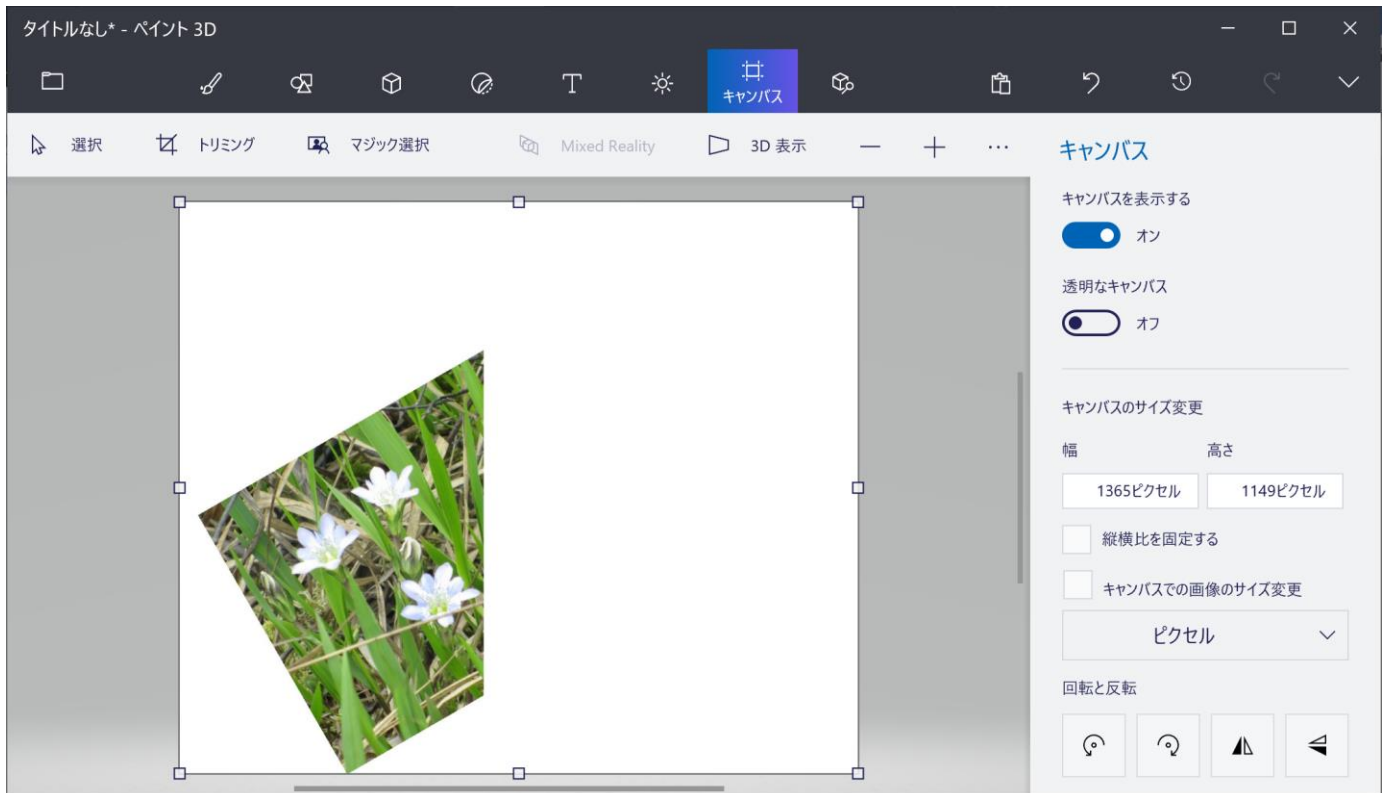 タイトルなし* - ペイント 3D
キャンバス
選択 トリミング マジック選択 Mixed Reality 3D 表示
キャンバス
キャンバスを表示する
オン
透明なキャンバス
オフ
キャンバスのサイズ変更
幅 高さ
1365ピクセル 1149ピクセル
縦横比を固定する
キャンバスでの画像のサイズ変更
ピクセル
回転と反転